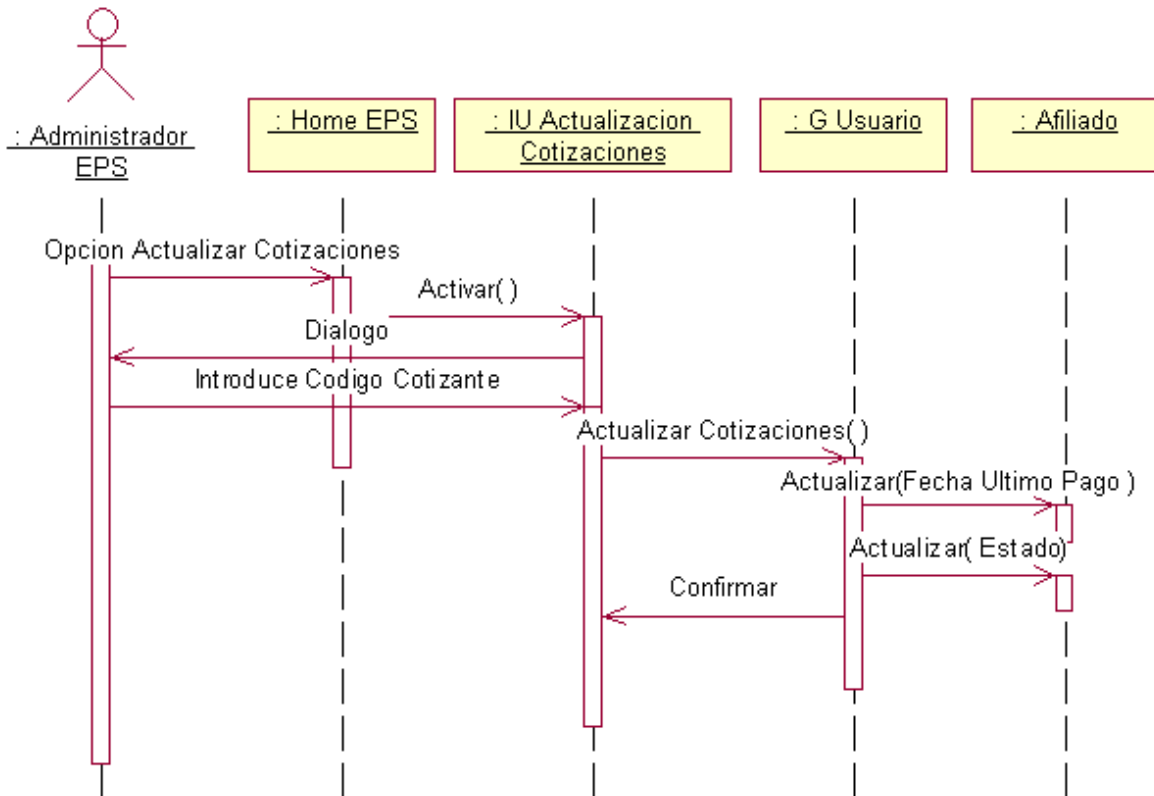 : Administrador
EPS
: Home EPS
: IU Actualizacion
Cotizaciones
: G Usuario
: Afiliado
Opcion Actualizar Cotizaciones
Activar( )
Dialogo
Introduce Codigo Cotizante
Actualizar Cotizaciones( )
Actualizar(Fecha Ultimo Pago )
Actualizar( Estado)
Confirmar